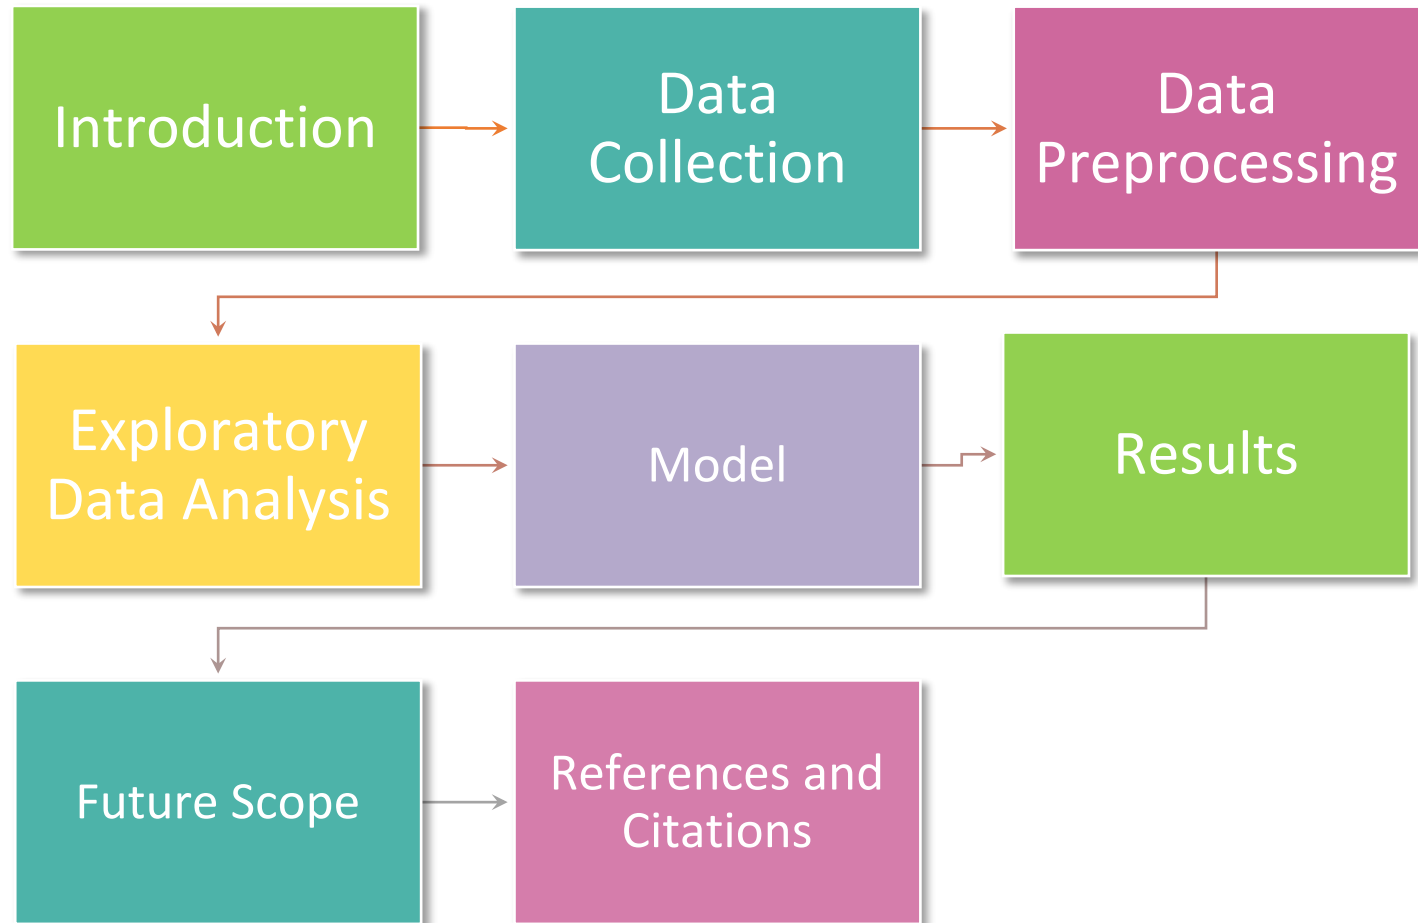 Introduction
Data
Collection
Data
Preprocessing
Exploratory
Data Analysis
Model
Results
Future Scope
References and
Citations